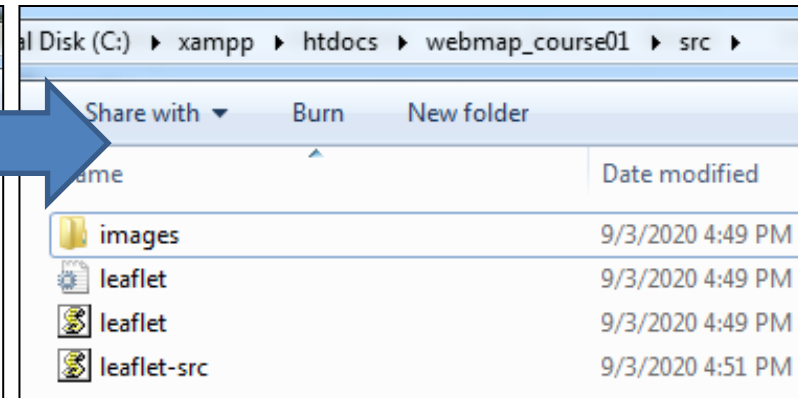 al Disk (C:) ▸ xampp ▸ htdocs ▸ webmap_course01 ▸ src ▸
Share with ▾ Burn New folder
ame Date modified
images 9/3/2020 4:49 PM
leaflet 9/3/2020 4:49 PM
leaflet 9/3/2020 4:49 PM
leaflet-src 9/3/2020 4:51 PM